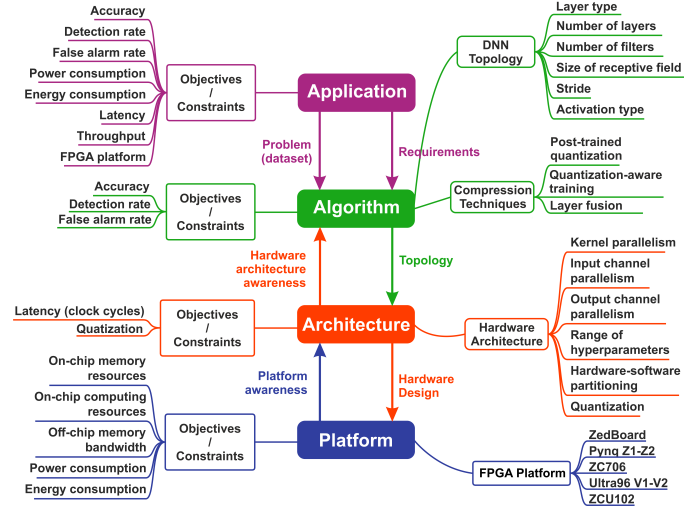 Accuracy
Detection rate
False alarm rate
Power consumption
Energy consumption
Latency
Throughput
FPGA platform
Objectives
/
Constraints
Application
DNN
Topology
Layer type
Number of layers
Number of filters
Size of receptive field
Stride
Activation type
Problem
(dataset)
Requirements
Accuracy
Detection rate
False alarm rate
Objectives
/
Constraints
Algorithm
Compression
Techniques
Post-trained
quantization
Quantization-aware
training
Layer fusion
Hardware
architecture
awareness
Topology
Latency (clock cycles)
Quatization
Objectives
/
Constraints
Architecture
Hardware
Architecture
Kernel parallelism
Input channel
parallelism
Output channel
parallelism
Range of
hyperparameters
Hardware-software
partitioning
Quantization
Platform
awareness
Hardware
Design
On-chip memory
resources
On-chip computing
resources
Off-chip memory
bandwidth
Power consumption
Energy consumption
Objectives
/
Constraints
Platform
FPGA Platform
ZedBoard
Pynq Z1-Z2
ZC706
Ultra96 V1-V2
ZCU102